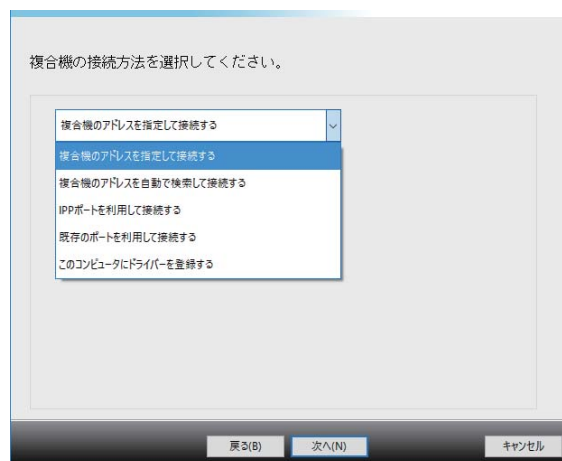 複合機の接続方法を選択してください。
複合機のアドレスを指定して接続する
複合機のアドレスを指定して接続する
複合機のアドレスを自動で検索して接続する
IPPポートを利用して接続する
既存のポートを利用して接続する
このコンピュータにドライバーを登録する
戻る(B) 次へ(N) キャンセル